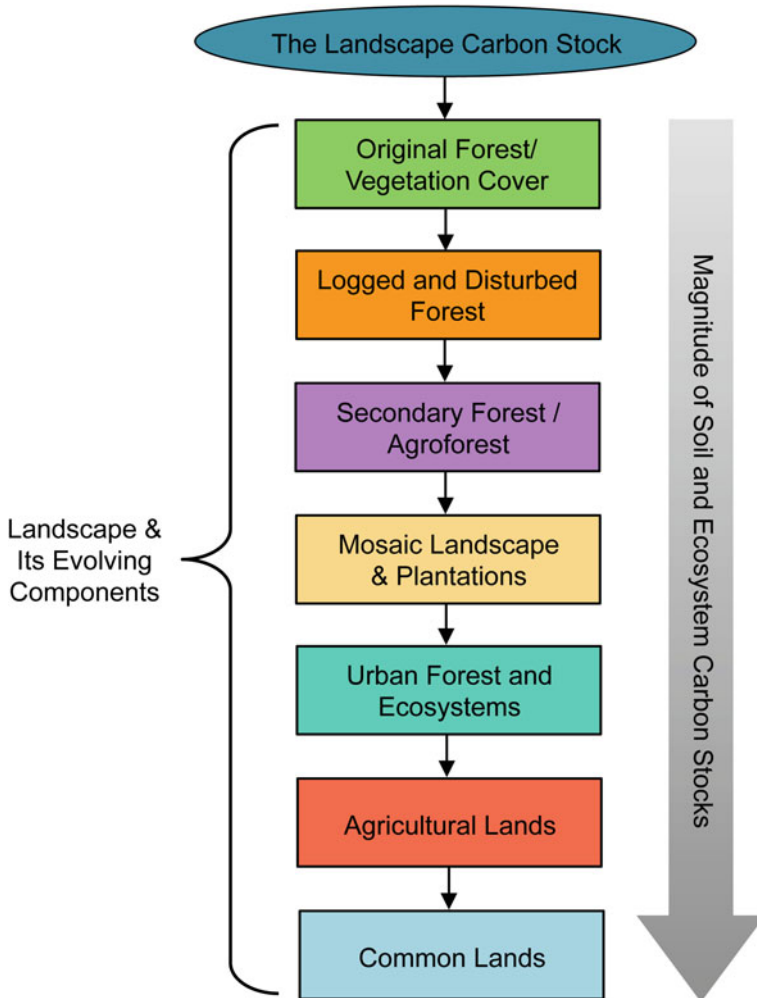 The Landscape Carbon Stock
Original Forest/
Vegetation Cover
Logged and Disturbed
Forest
Secondary Forest /
Agroforest
Mosaic Landscape
& Plantations
Urban Forest and
Ecosystems
Agricultural Lands
Common Lands
Landscape &
Its Evolving
Components
Magnitude of Soil and Ecosystem Carbon Stocks